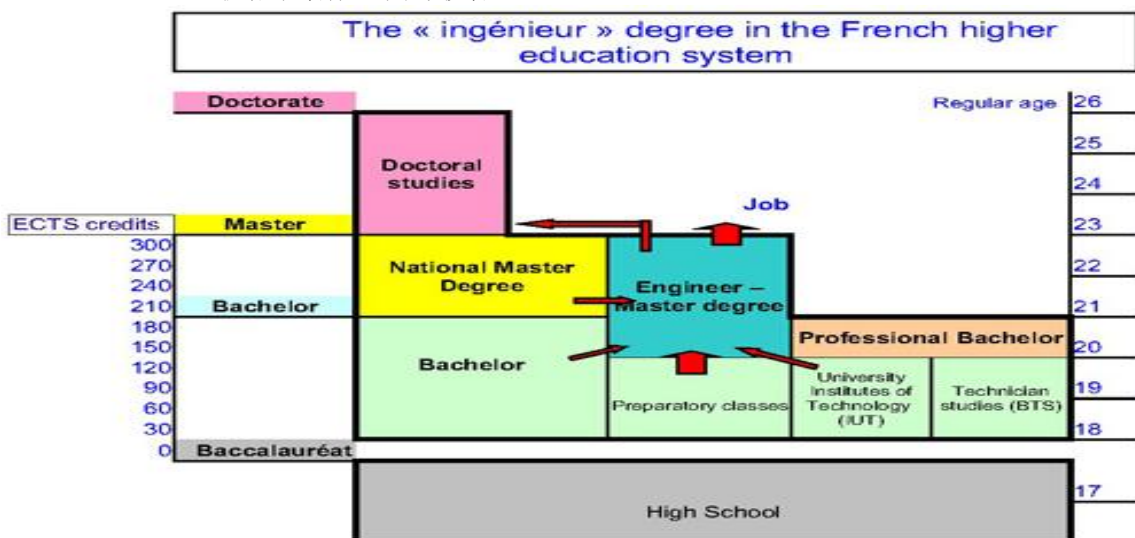 The « ingénieur » degree in the French higher
education system
Doctorate
Regular age
26
25
Doctoral
studies
24
Job
ECTS credits
Master
23
300
National Master
Degree
270
22
Engineer –
Master degree
240
210
Bachelor
21
180
Professional Bachelor
150
20
Bachelor
120
University
Institutes of
Technology
(IUT)
Technician
studies (BTS)
90
19
Preparatory classes
60
30
18
0
Baccalauréat
17
High School